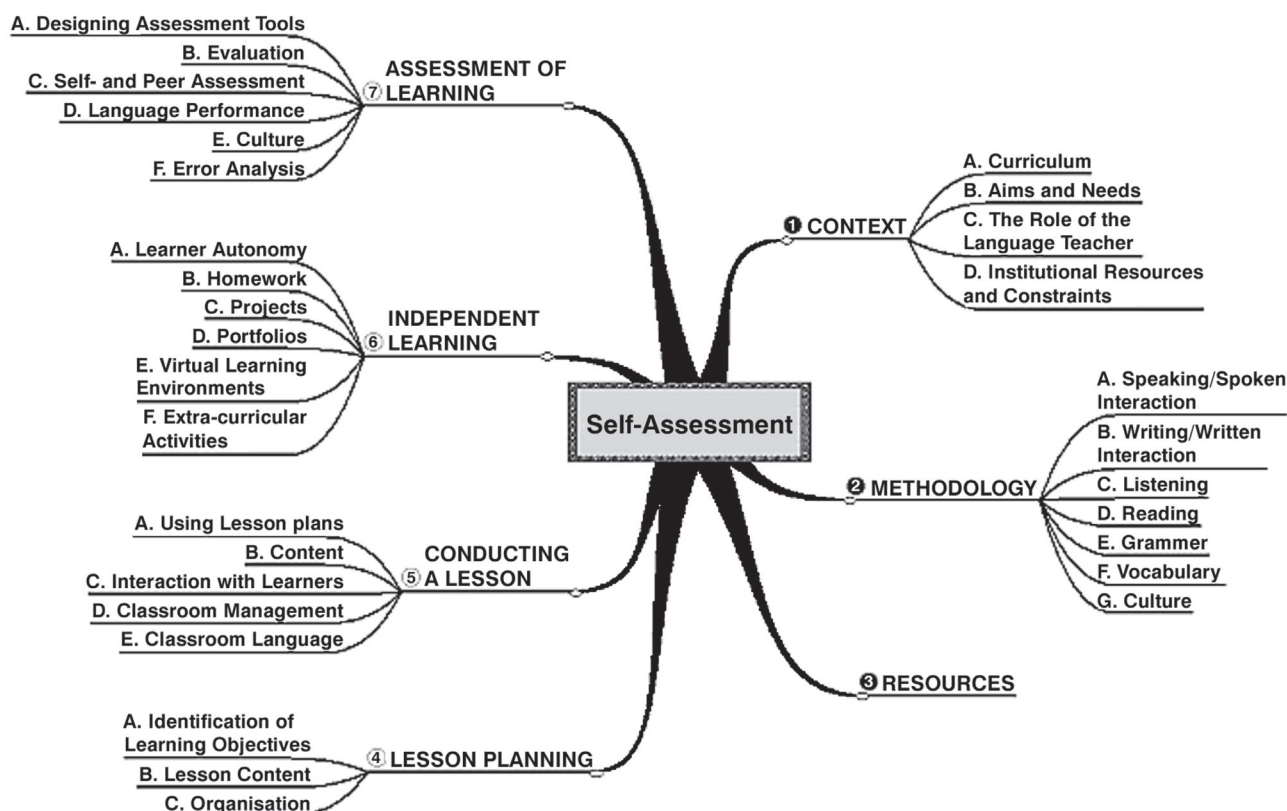 Self-Assessment
❶ CONTEXT
A. Curriculum
B. Aims and Needs
C. The Role of the
Language Teacher
D. Institutional Resources
and Constraints
❷ METHODOLOGY
A. Speaking/Spoken
Interaction
B. Writing/Written
Interaction
C. Listening
D. Reading
E. Grammer
F. Vocabulary
G. Culture
❸ RESOURCES
④ LESSON PLANNING
A. Identification of
Learning Objectives
B. Lesson Content
C. Organisation
⑤ CONDUCTING
A LESSON
A. Using Lesson plans
B. Content
C. Interaction with Learners
D. Classroom Management
E. Classroom Language
⑥ INDEPENDENT
LEARNING
A. Learner Autonomy
B. Homework
C. Projects
D. Portfolios
E. Virtual Learning
Environments
F. Extra-curricular
Activities
⑦ ASSESSMENT OF
LEARNING
A. Designing Assessment Tools
B. Evaluation
C. Self- and Peer Assessment
D. Language Performance
E. Culture
F. Error Analysis